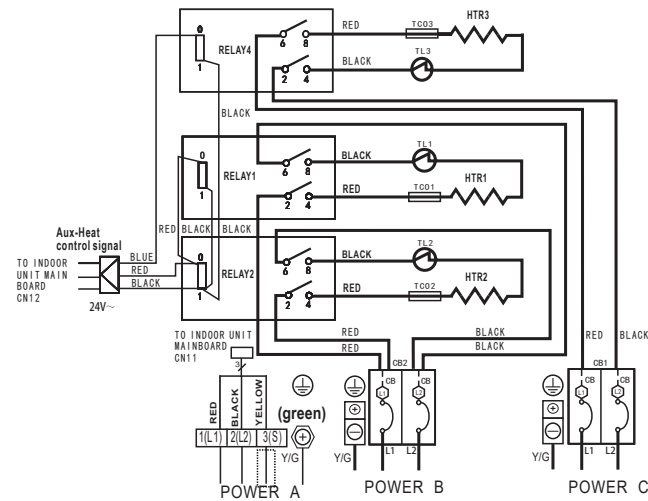 RED
TCO3
HTR3
0
6 8
RELAY4
BLACK
TL3
1
2 4
BLACK
0
TL1
BLACK
6 8
RELAY1
RED
TCO1
HTR1
1
2 4
Aux-Heat
control signal
RED BLACK BLACK
TL2
BLACK
0
6 8
RELAY2
TO INDOOR
UNIT MAIN
BOARD
CN12
BLUE
RED
BLACK
24V~
RED
TCO2
HTR2
1
2 4
TO INDOOR UNIT
MAINBOARD
CN11
3
RED
BLACK
RED
BLACK
RED
BLACK
CB2
CB1
CB
CB
CB
CB
L1
L2
L1
L2
RED
BLACK
YELLOW
(green)
1(L1) 2(L2) 3(S)
Y/G
Y/G
L1 L2
Y/G
L1 L2
POWER A
POWER B
POWER C